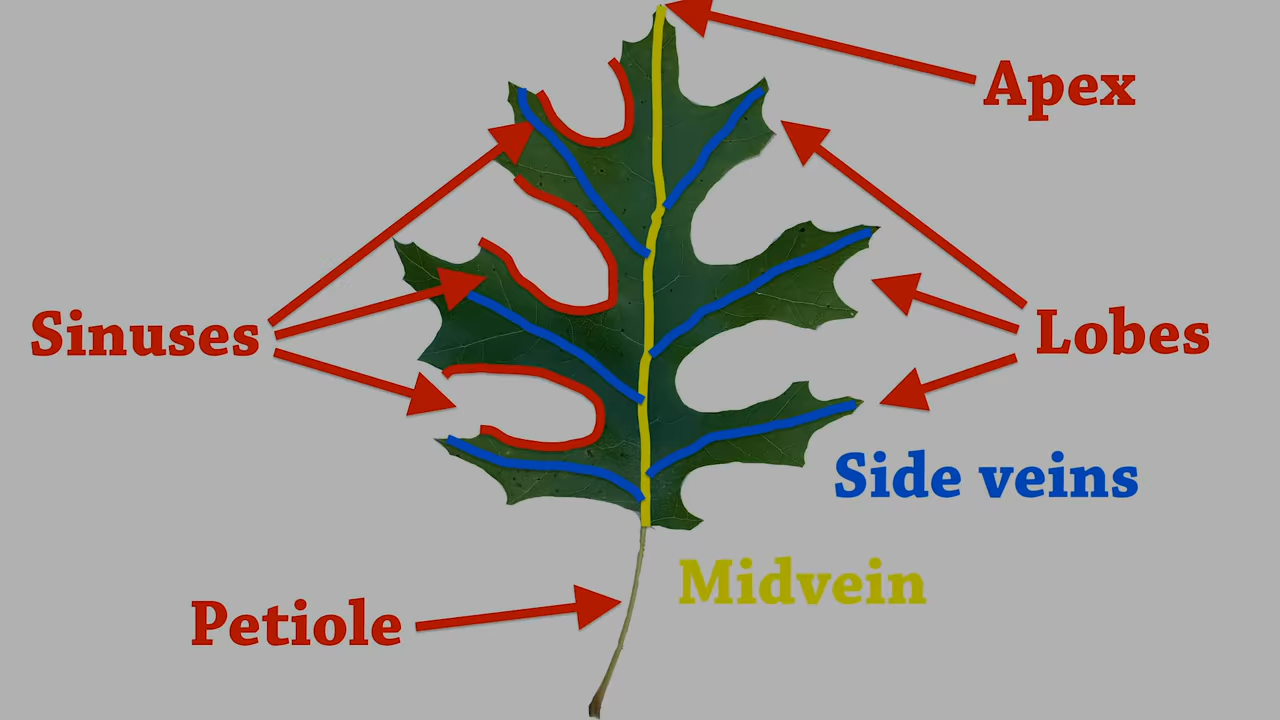 Apex
Sinuses
Lobes
Side veins
Midvein
Petiole